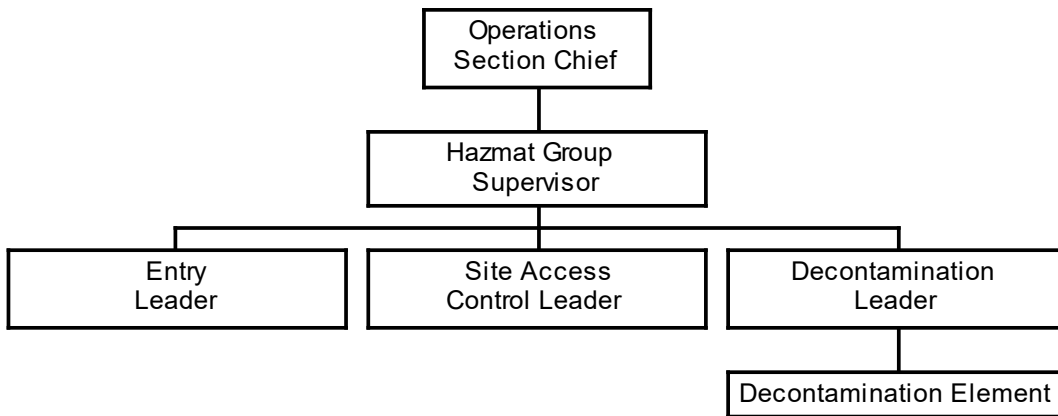 Operations
Section Chief
Hazmat Group
Supervisor
Entry
Leader
Site Access
Control Leader
Decontamination
Leader
Decontamination Element